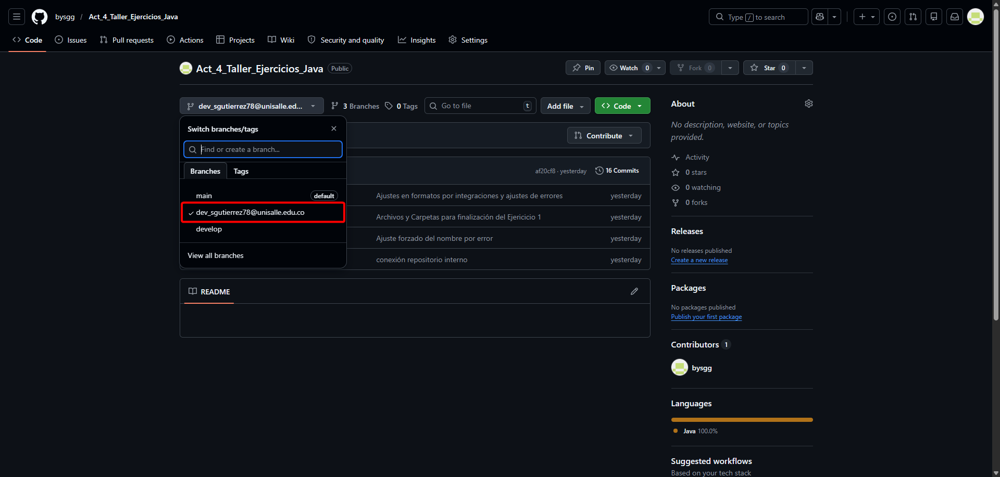 bysgg / Act_4_Taller_Ejercicios_Java
Type / to search
Code Issues Pull requests Actions Projects Wiki Security and quality Insights Settings
Act_4_Taller_Ejercicios_Java Public
Pin Watch 0 Fork 0 Star 0
dev_sgutierrez78@unisalle.ed... 3 Branches 0 Tags Go to file t Add file Code
Switch branches/tags
Find or create a branch...
Branches Tags
main default
dev_sgutierrez78@unisalle.edu.co
develop
View all branches
Contribute
af20cf8 · yesterday 16 Commits
Ajustes en formatos por integraciones y ajustes de errores yesterday
Archivos y Carpetas para finalización del Ejericicio 1 yesterday
Ajuste forzado del nombre por error yesterday
conexión repositorio interno yesterday
README
About
No description, website, or topics
provided.
Activity
0 stars
0 watching
0 forks
Releases
No releases published
Create a new release
Packages
No packages published
Publish your first package
Contributors 1
bysgg
Languages
Java 100.0%
Suggested workflows
Based on your tech stack